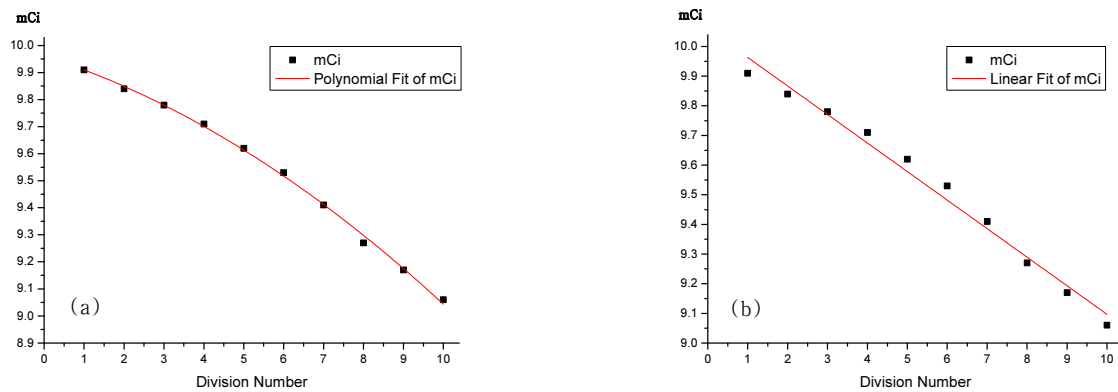 mCi
10.0
9.9
9.8
9.7
9.6
9.5
9.4
9.3
9.2
9.1
9.0
8.9
0 1 2 3 4 5 6 7 8 9 10
Division Number
mCi
Polynomial Fit of mCi
(a)
mCi
10.0
9.9
9.8
9.7
9.6
9.5
9.4
9.3
9.2
9.1
9.0
0 1 2 3 4 5 6 7 8 9 10
Division Number
mCi
Linear Fit of mCi
(b)